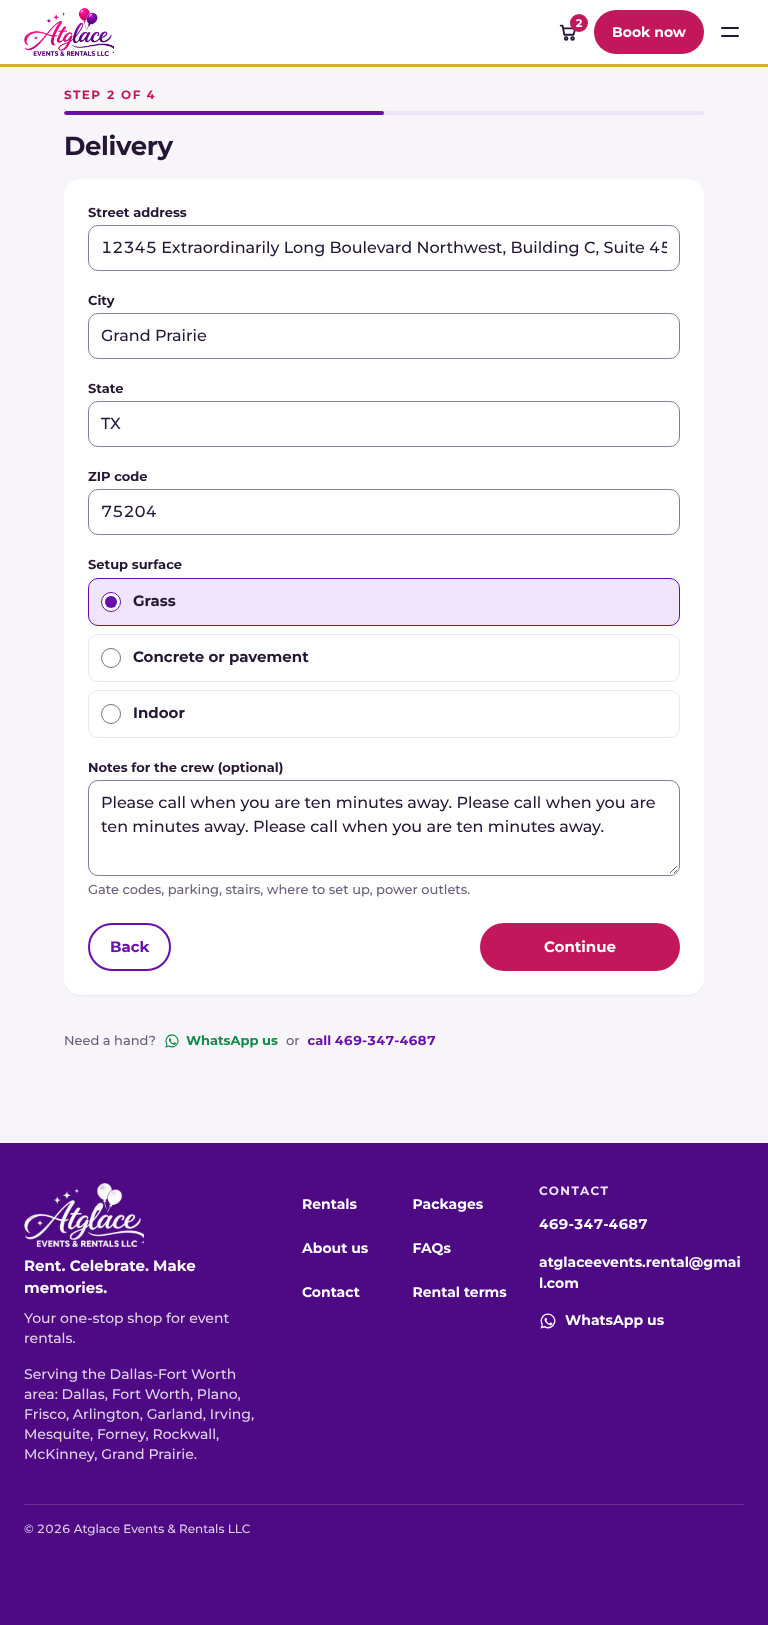 Atglace
EVENTS & RENTALS LLC
2
Book now
STEP 2 OF 4
Delivery
Street address
12345 Extraordinarily Long Boulevard Northwest, Building C, Suite 45
City
Grand Prairie
State
TX
ZIP code
75204
Setup surface
Grass
Concrete or pavement
Indoor
Notes for the crew (optional)
Please call when you are ten minutes away. Please call when you are
ten minutes away. Please call when you are ten minutes away.
Gate codes, parking, stairs, where to set up, power outlets.
Back
Continue
Need a hand? WhatsApp us or call 469-347-4687
Atglace
EVENTS & RENTALS LLC
Rent. Celebrate. Make
memories.
Your one-stop shop for event
rentals.
Serving the Dallas-Fort Worth
area: Dallas, Fort Worth, Plano,
Frisco, Arlington, Garland, Irving,
Mesquite, Forney, Rockwall,
McKinney, Grand Prairie.
Rentals
Packages
About us
FAQs
Contact
Rental terms
CONTACT
469-347-4687
atglaceevents.rental@gmai
l.com
WhatsApp us
© 2026 Atglace Events & Rentals LLC